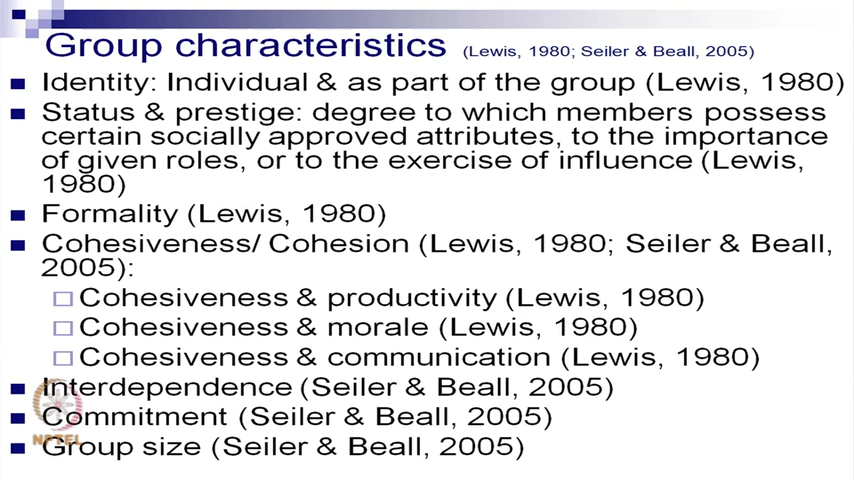 Group characteristics (Lewis, 1980; Seiler & Beall, 2005)
Identity: Individual & as part of the group (Lewis, 1980)
Status & prestige: degree to which members possess
certain socially approved attributes, to the importance
of given roles, or to the exercise of influence (Lewis,
1980)
Formality (Lewis, 1980)
Cohesiveness/ Cohesion (Lewis, 1980; Seiler & Beall,
2005):
Cohesiveness & productivity (Lewis, 1980)
Cohesiveness & morale (Lewis, 1980)
Cohesiveness & communication (Lewis, 1980)
Interdependence (Seiler & Beall, 2005)
Commitment (Seiler & Beall, 2005)
Group size (Seiler & Beall, 2005)
NPTEL